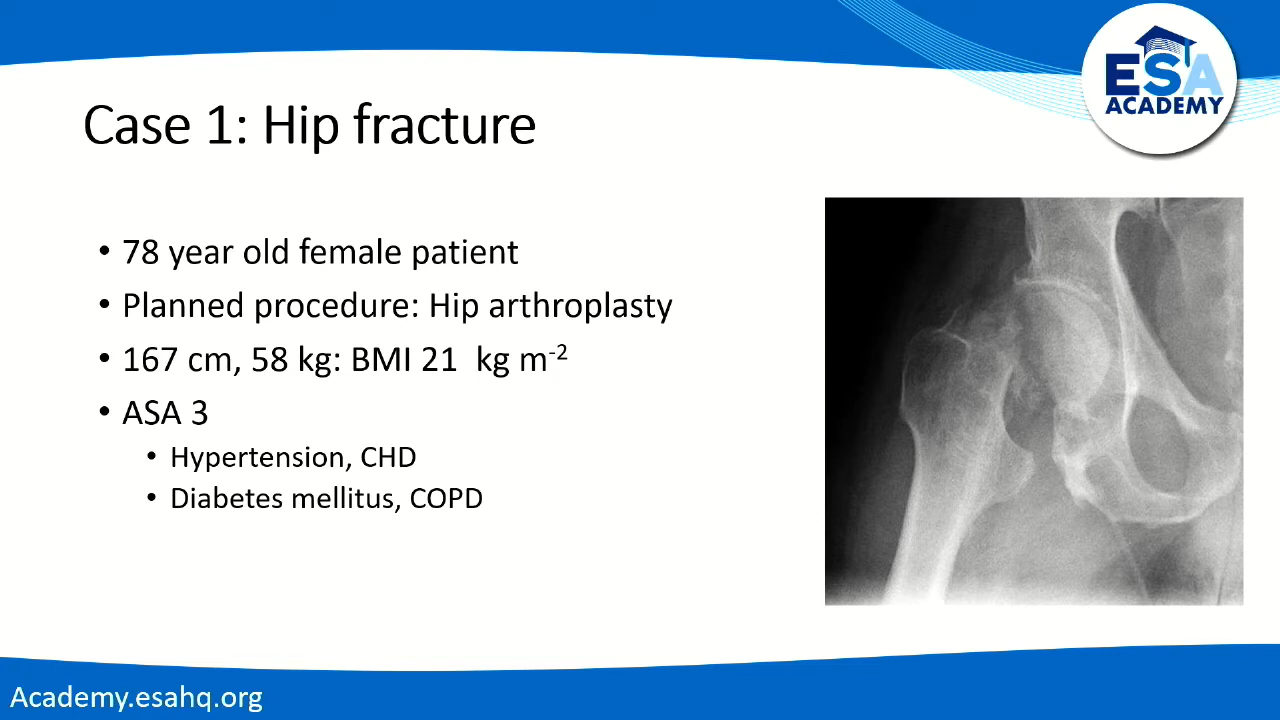 ESA
ACADEMY
Case 1: Hip fracture
• 78 year old female patient
• Planned procedure: Hip arthroplasty
• 167 cm, 58 kg: BMI 21 kg m⁻²
• ASA 3
• Hypertension, CHD
• Diabetes mellitus, COPD
Academy.esahq.org